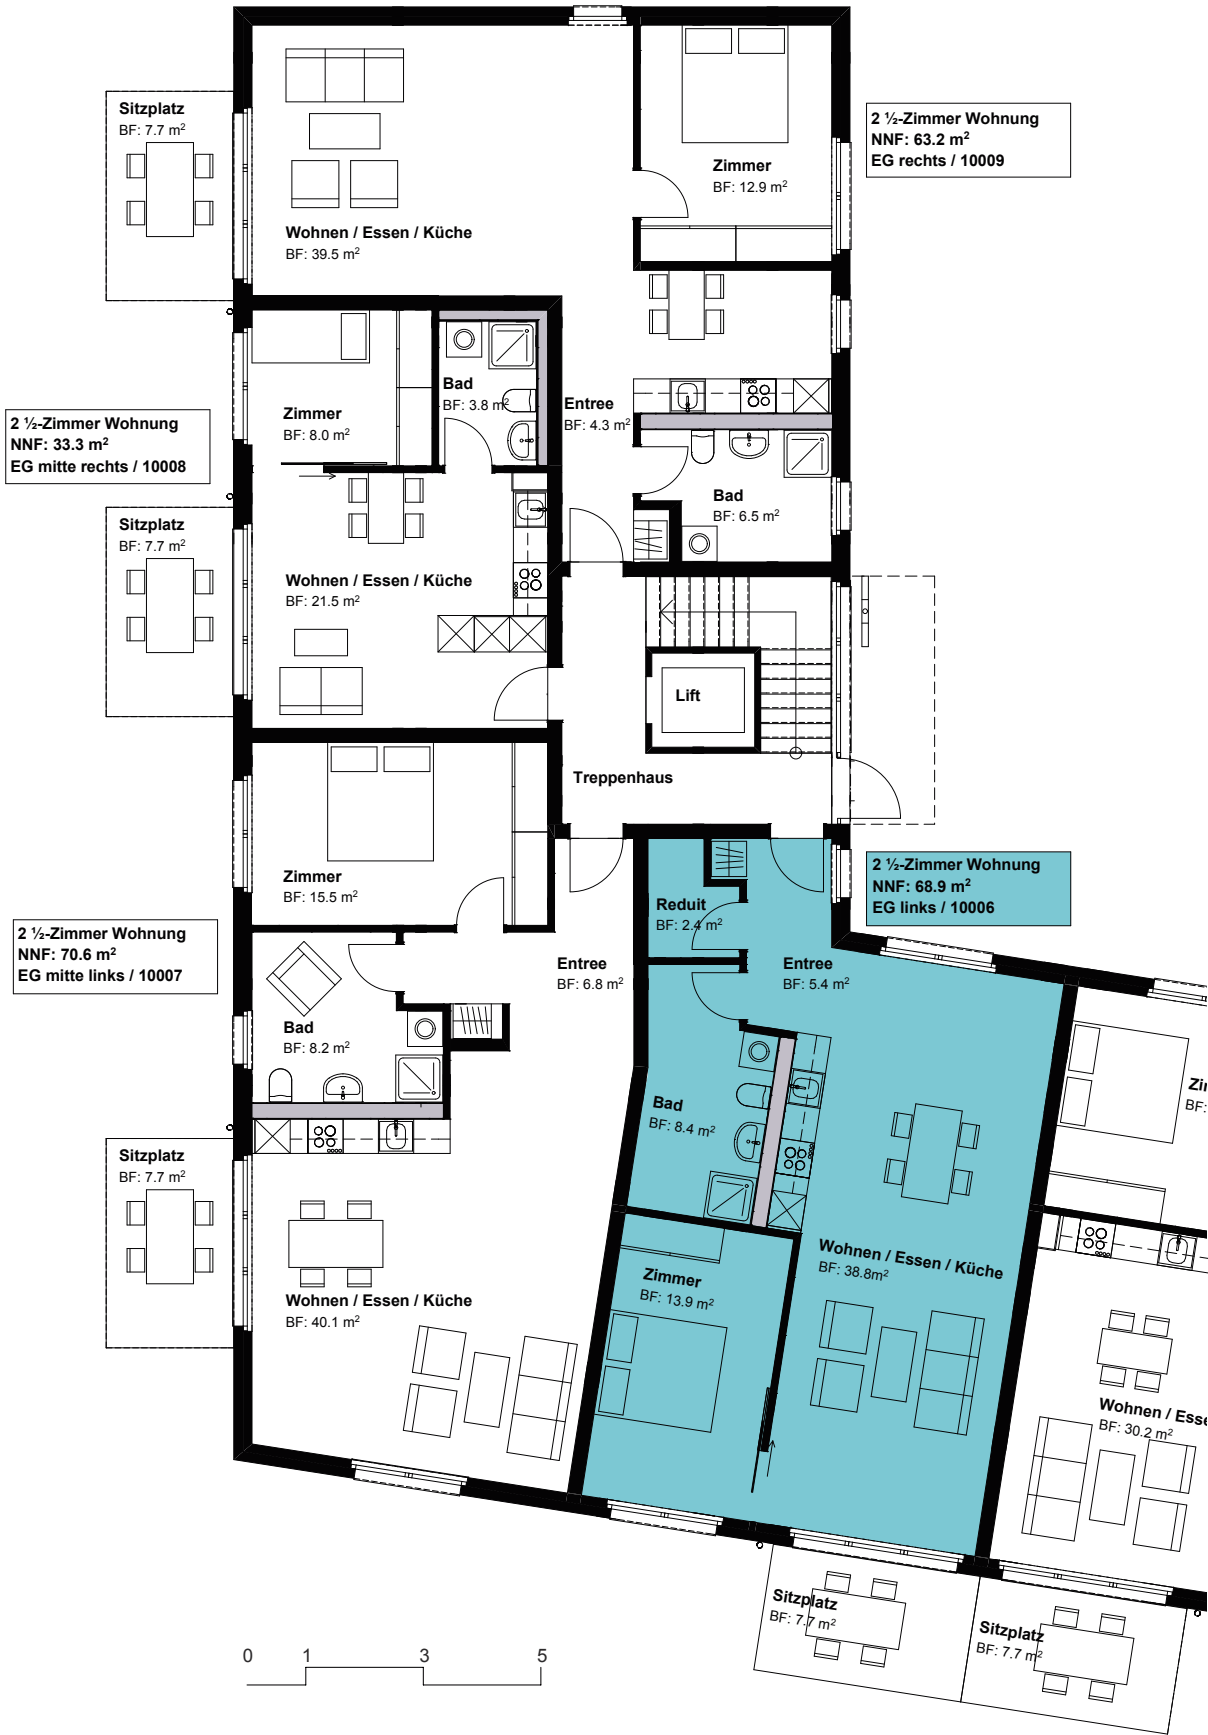 Sitzplatz
BF: 7.7 m²
Wohnen / Essen / Küche
BF: 39.5 m²
Zimmer
BF: 12.9 m²
2 ½-Zimmer Wohnung
NNF: 63.2 m²
EG rechts / 10009
Zimmer
BF: 8.0 m²
Bad
BF: 3.8 m²
Entree
BF: 4.3 m²
2 ½-Zimmer Wohnung
NNF: 33.3 m²
EG mitte rechts / 10008
Bad
BF: 6.5 m²
Sitzplatz
BF: 7.7 m²
Wohnen / Essen / Küche
BF: 21.5 m²
Lift
Treppenhaus
Zimmer
BF: 15.5 m²
2 ½-Zimmer Wohnung
NNF: 68.9 m²
EG links / 10006
Reduit
BF: 2.4 m²
2 ½-Zimmer Wohnung
NNF: 70.6 m²
EG mitte links / 10007
Entree
BF: 6.8 m²
Entree
BF: 5.4 m²
Bad
BF: 8.2 m²
Bad
BF: 8.4 m²
Zi
BF:
Sitzplatz
BF: 7.7 m²
Wohnen / Essen / Küche
BF: 40.1 m²
Zimmer
BF: 13.9 m²
Wohnen / Essen / Küche
BF: 38.8m²
Wohnen / Esse
BF: 30.2 m²
Sitzplatz
BF: 7.7 m²
Sitzplatz
BF: 7.7 m²
0 1 3 5